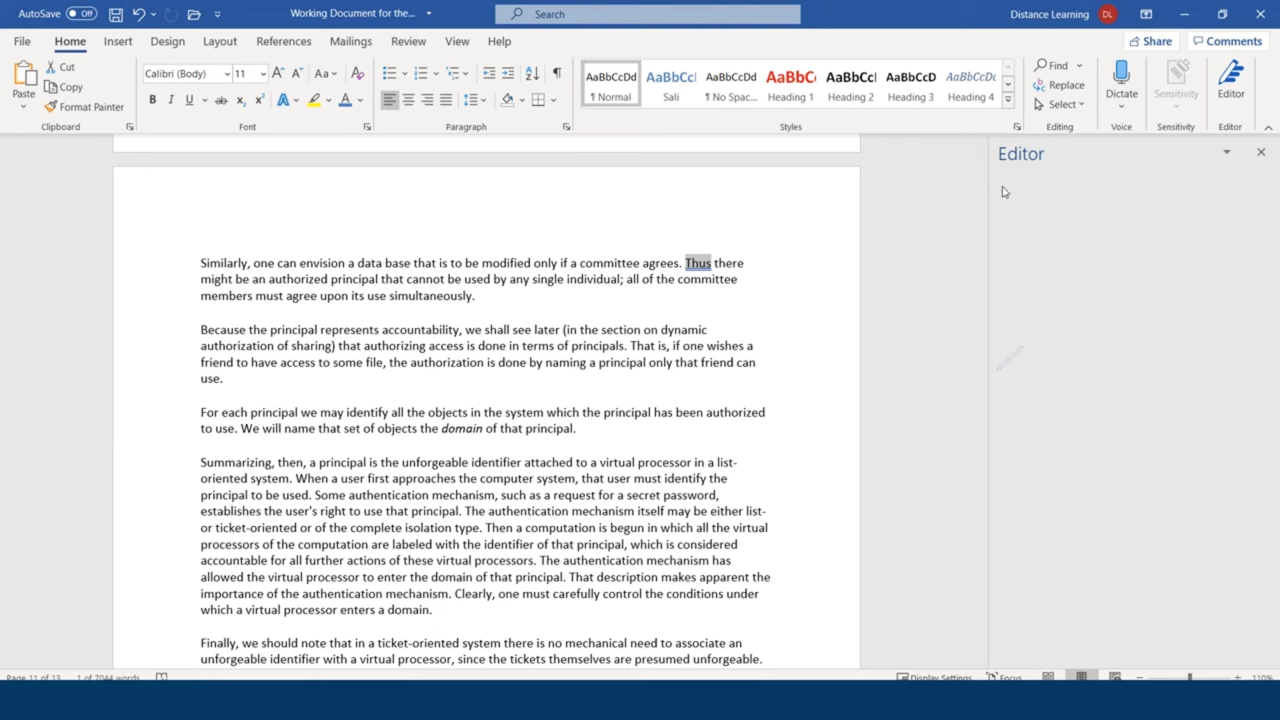 AutoSave Off Working Document for the... Search Distance Learning DL
File Home Insert Design Layout References Mailings Review View Help Share Comments
Paste Cut Copy Format Painter
Calibri (Body) 11
AaBbCcDd AaBbCcI AaBbCcDd AaBbC AaBbCc AaBbCcD AaBbCcDc
¶ Normal Sali ¶ No Spac... Heading 1 Heading 2 Heading 3 Heading 4
Find Replace Select
Dictate Sensitivity Editor
Clipboard Font Paragraph Styles Editing Voice Sensitivity Editor
Editor
Similarly, one can envision a data base that is to be modified only if a committee agrees. Thus there
might be an authorized principal that cannot be used by any single individual; all of the committee
members must agree upon its use simultaneously.
Because the principal represents accountability, we shall see later (in the section on dynamic
authorization of sharing) that authorizing access is done in terms of principals. That is, if one wishes a
friend to have access to some file, the authorization is done by naming a principal only that friend can
use.
For each principal we may identify all the objects in the system which the principal has been authorized
to use. We will name that set of objects the domain of that principal.
Summarizing, then, a principal is the unforgeable identifier attached to a virtual processor in a list-
oriented system. When a user first approaches the computer system, that user must identify the
principal to be used. Some authentication mechanism, such as a request for a secret password,
establishes the user's right to use that principal. The authentication mechanism itself may be either list-
or ticket-oriented or of the complete isolation type. Then a computation is begun in which all the virtual
processors of the computation are labeled with the identifier of that principal, which is considered
accountable for all further actions of these virtual processors. The authentication mechanism has
allowed the virtual processor to enter the domain of that principal. That description makes apparent the
importance of the authentication mechanism. Clearly, one must carefully control the conditions under
which a virtual processor enters a domain.
Finally, we should note that in a ticket-oriented system there is no mechanical need to associate an
unforgeable identifier with a virtual processor, since the tickets themselves are presumed unforgeable.
Page 11 of 13 1 of 7044 words Display Settings Focus 110%